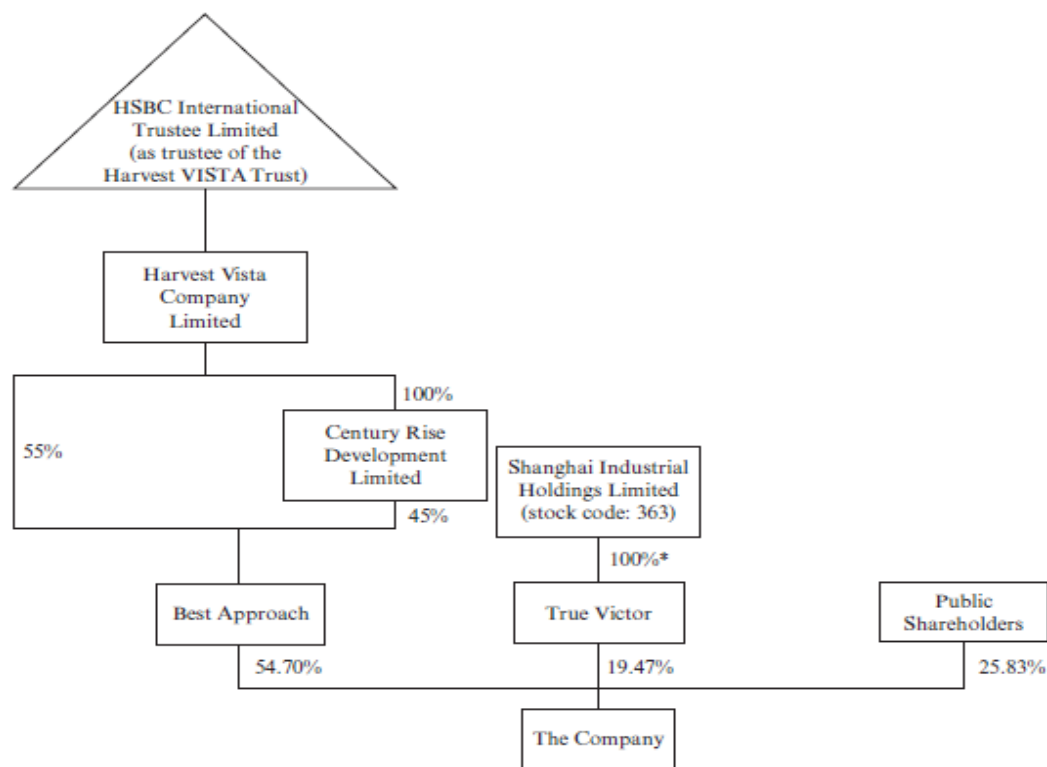 HSBC International
Trustee Limited
(as trustee of the
Harvest VISTA Trust)
Harvest Vista
Company
Limited
100%
55%
Century Rise
Development
Limited
45%
Shanghai Industrial
Holdings Limited
(stock code: 363)
100%*
Best Approach
True Victor
Public
Shareholders
54.70%
19.47%
25.83%
The Company